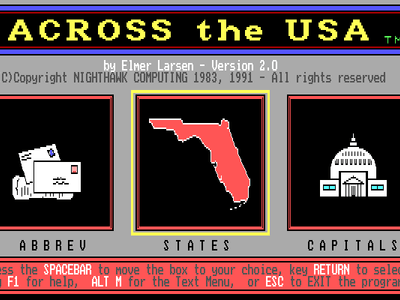 ACROSS the USA TM
by Elmer Larsen - Version 2.0
C)Copyright NIGHTHAWK COMPUTING 1983, 1991 - All rights reserved
ABBREV STATES CAPITALS
ess the SPACEBAR to move the box to your choice, key RETURN to selec
F1 for help, ALT M for the Text Menu, or ESC to EXIT the progra